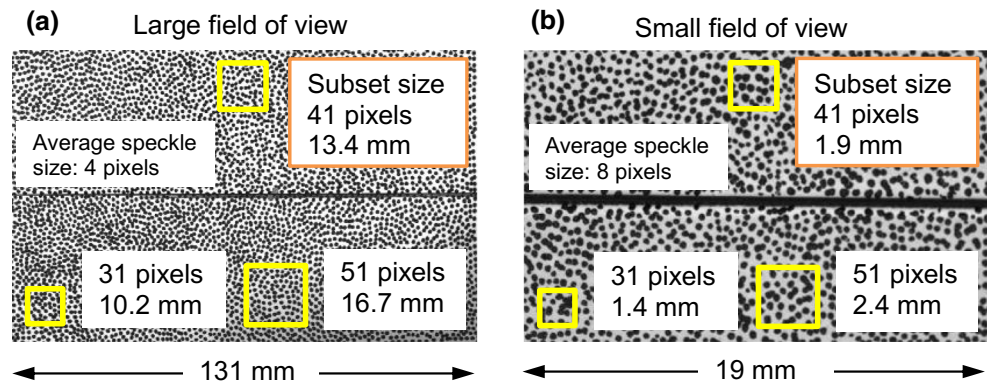 (a)
Large field of view
Subset size
41 pixels
13.4 mm
Average speckle
size: 4 pixels
31 pixels
10.2 mm
51 pixels
16.7 mm
131 mm
(b)
Small field of view
Subset size
41 pixels
1.9 mm
Average speckle
size: 8 pixels
31 pixels
1.4 mm
51 pixels
2.4 mm
19 mm